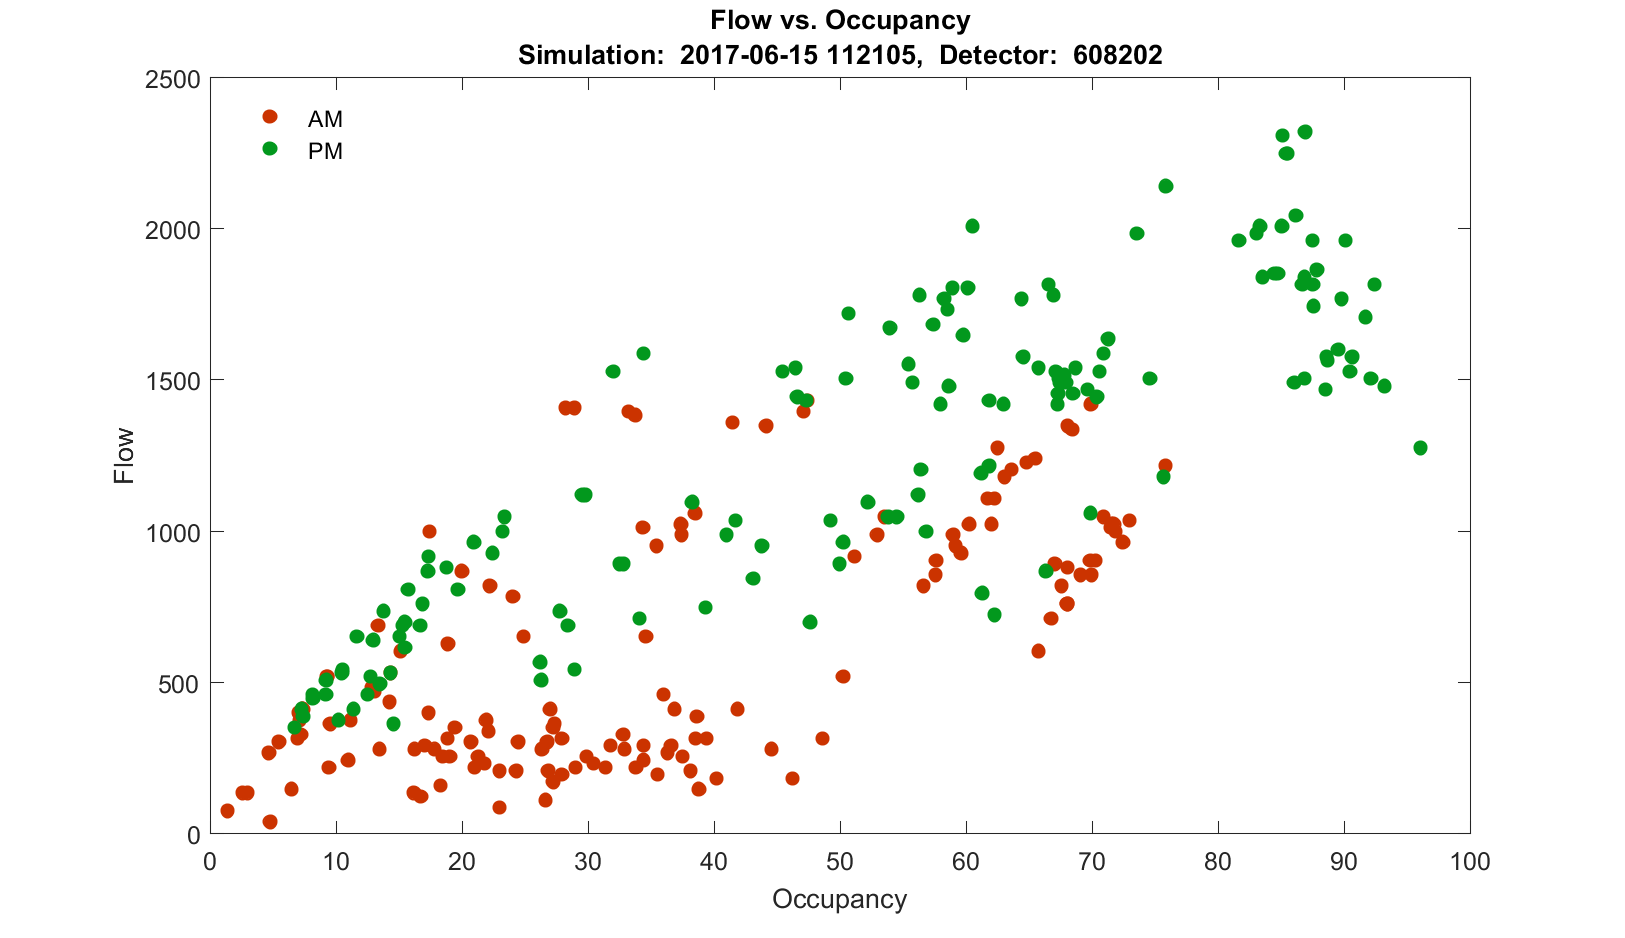 Flow vs. Occupancy
Simulation:  2017-06-15 112105,  Detector:  608202
2500
2000
1500
1000
500
0
Flow
AM
PM
0 10 20 30 40 50 60 70 80 90 100
Occupancy